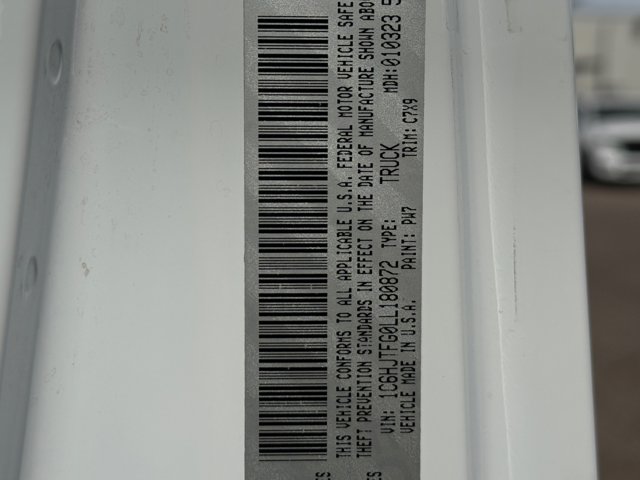 THIS VEHICLE CONFORMS TO ALL APPLICABLE U.S.A. FEDERAL MOTOR VEHICLE SAFE
THEFT PREVENTION STANDARDS IN EFFECT ON THE DATE OF MANUFACTURE SHOWN ABO
VIN: 1C6HJTFG0LL180872 TYPE: TRUCK MDH: 010323 5
VEHICLE MADE IN U.S.A. PAINT: PW7 TRIM: C7X9